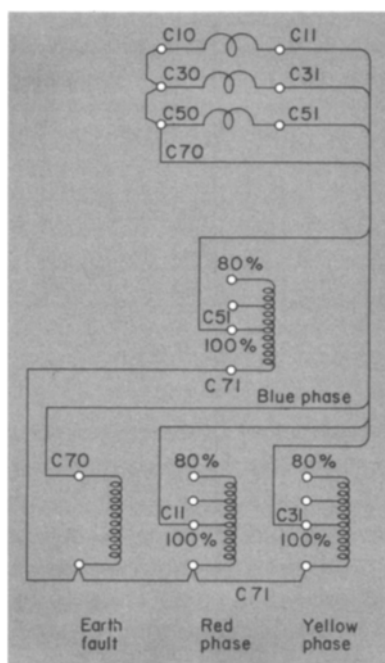 C10 C11
C30 C31
C50 C51
C70
80%
C51
100%
C71
Blue phase
C70 80% 80%
C11 C31
100% 100%
C71
Earth fault
Red phase
Yellow phase